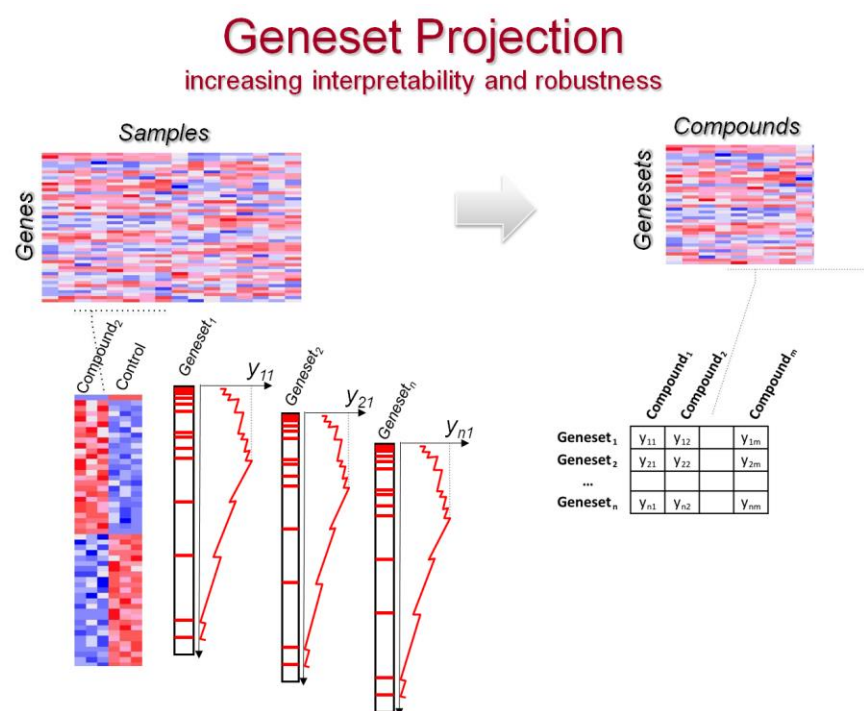 Geneset Projection
increasing interpretability and robustness
Samples
Genes
Compounds
Genesets
Compound₂
Control
Geneset₁
y₁₁
Geneset₂
y₂₁
Genesetₙ
yₙ₁
Compound₁
Compound₂
Compoundₘ
Geneset₁ y₁₁ y₁₂ y₁ₘ
Geneset₂ y₂₁ y₂₂ y₂ₘ
...
Genesetₙ yₙ₁ yₙ₂ yₙₘ